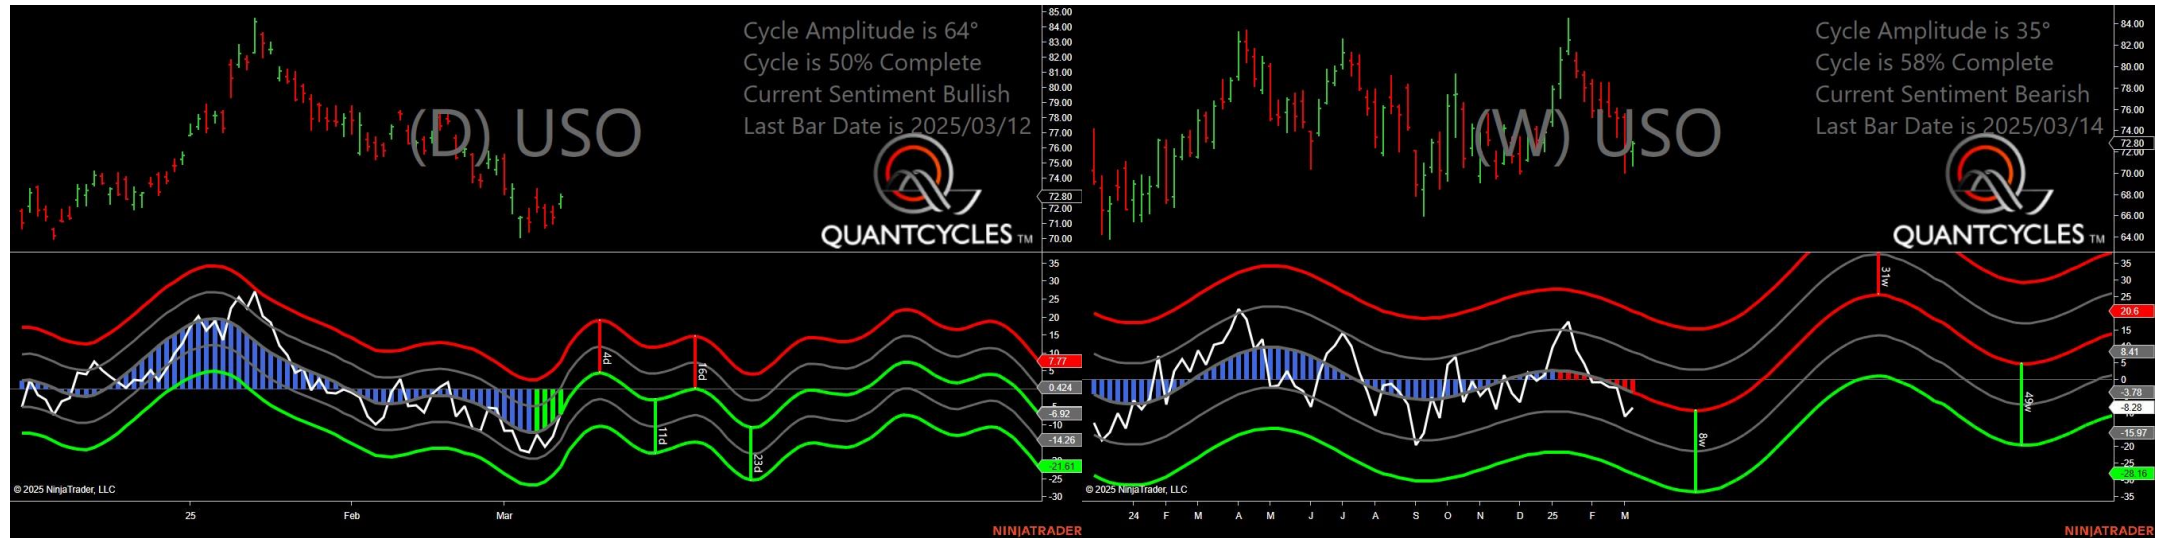 Cycle Amplitude is 64°
Cycle is 50% Complete
Current Sentiment Bullish
Last Bar Date is 2025/03/12
(D) USO
QUANTCYCLES TM
85.00
84.00
83.00
82.00
81.00
80.00
79.00
78.00
77.00
76.00
75.00
74.00
72.80
72.00
71.00
70.00
35
30
25
20
15
10
7.77
5
0.424
-5
-6.92
-10
-14.26
-21.61
-25
-30
4d
11d
16d
23d
© 2025 NinjaTrader, LLC
25 Feb Mar
NINJATRADER
Cycle Amplitude is 35°
Cycle is 58% Complete
Current Sentiment Bearish
Last Bar Date is 2025/03/14
(W) USO
QUANTCYCLES TM
84.00
82.00
80.00
78.00
76.00
74.00
72.80
72.00
70.00
68.00
66.00
64.00
35
30
25
20.6
15
8.41
5
0
-3.78
-8.28
-15.97
-20
-25
-28.16
-35
8w
31w
49w
© 2025 NinjaTrader, LLC
24 F M A M J J A S O N D 25 F M
NINJATRADER